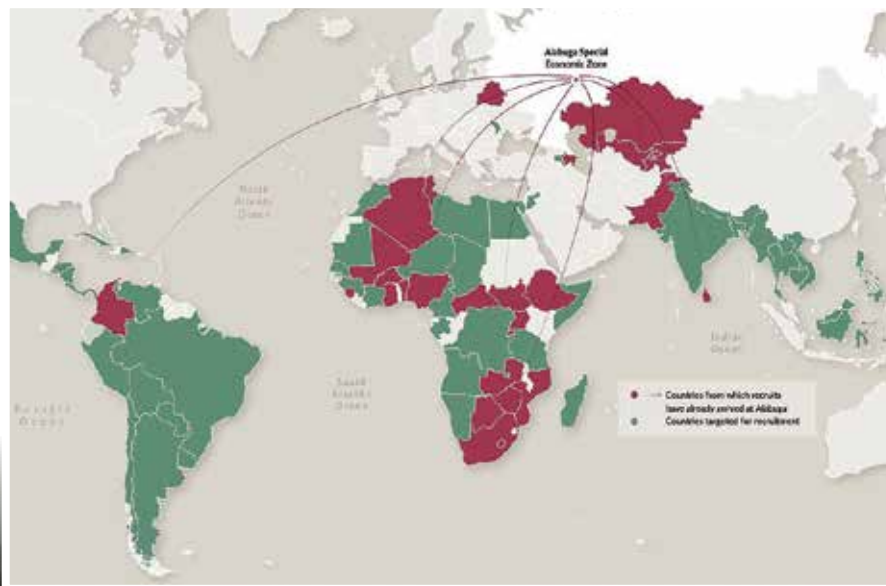 Alabuga Special
Economic Zone
North
Atlantic
Ocean
South
Atlantic
Ocean
Indian
Ocean
Pacific
Ocean
Countries from which recruits
have already arrived at Alabuga
Countries targeted for recruitment